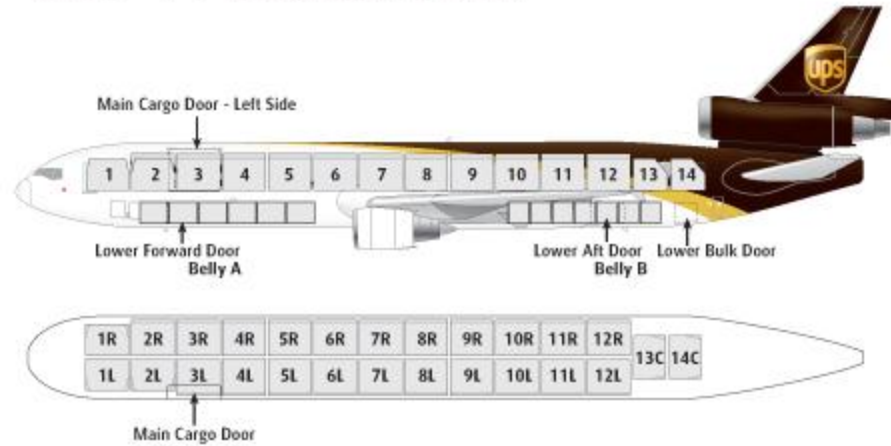 ups
Main Cargo Door - Left Side
1 2 3 4 5 6 7 8 9 10 11 12 13 14
Lower Forward Door
Belly A
Lower Aft Door
Belly B
Lower Bulk Door
1R 2R 3R 4R 5R 6R 7R 8R 9R 10R 11R 12R
13C 14C
1L 2L 3L 4L 5L 6L 7L 8L 9L 10L 11L 12L
Main Cargo Door